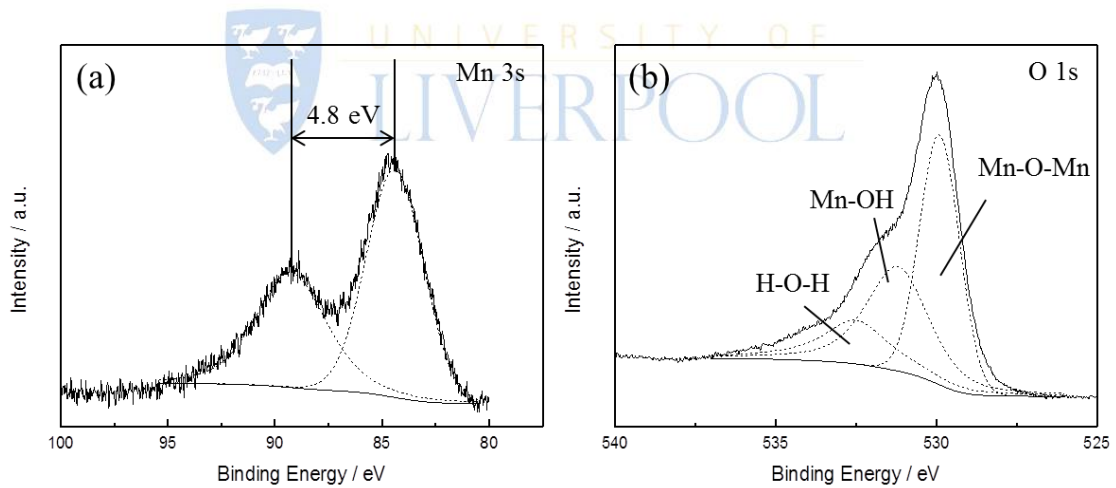 UNIVERSITY OF
LIVERPOOL
(a)
Mn 3s
4.8 eV
Intensity / a.u.
100
95
90
85
80
Binding Energy / eV
(b)
O 1s
Mn-O-Mn
Mn-OH
H-O-H
Intensity / a.u.
540
535
530
525
Binding Energy / eV